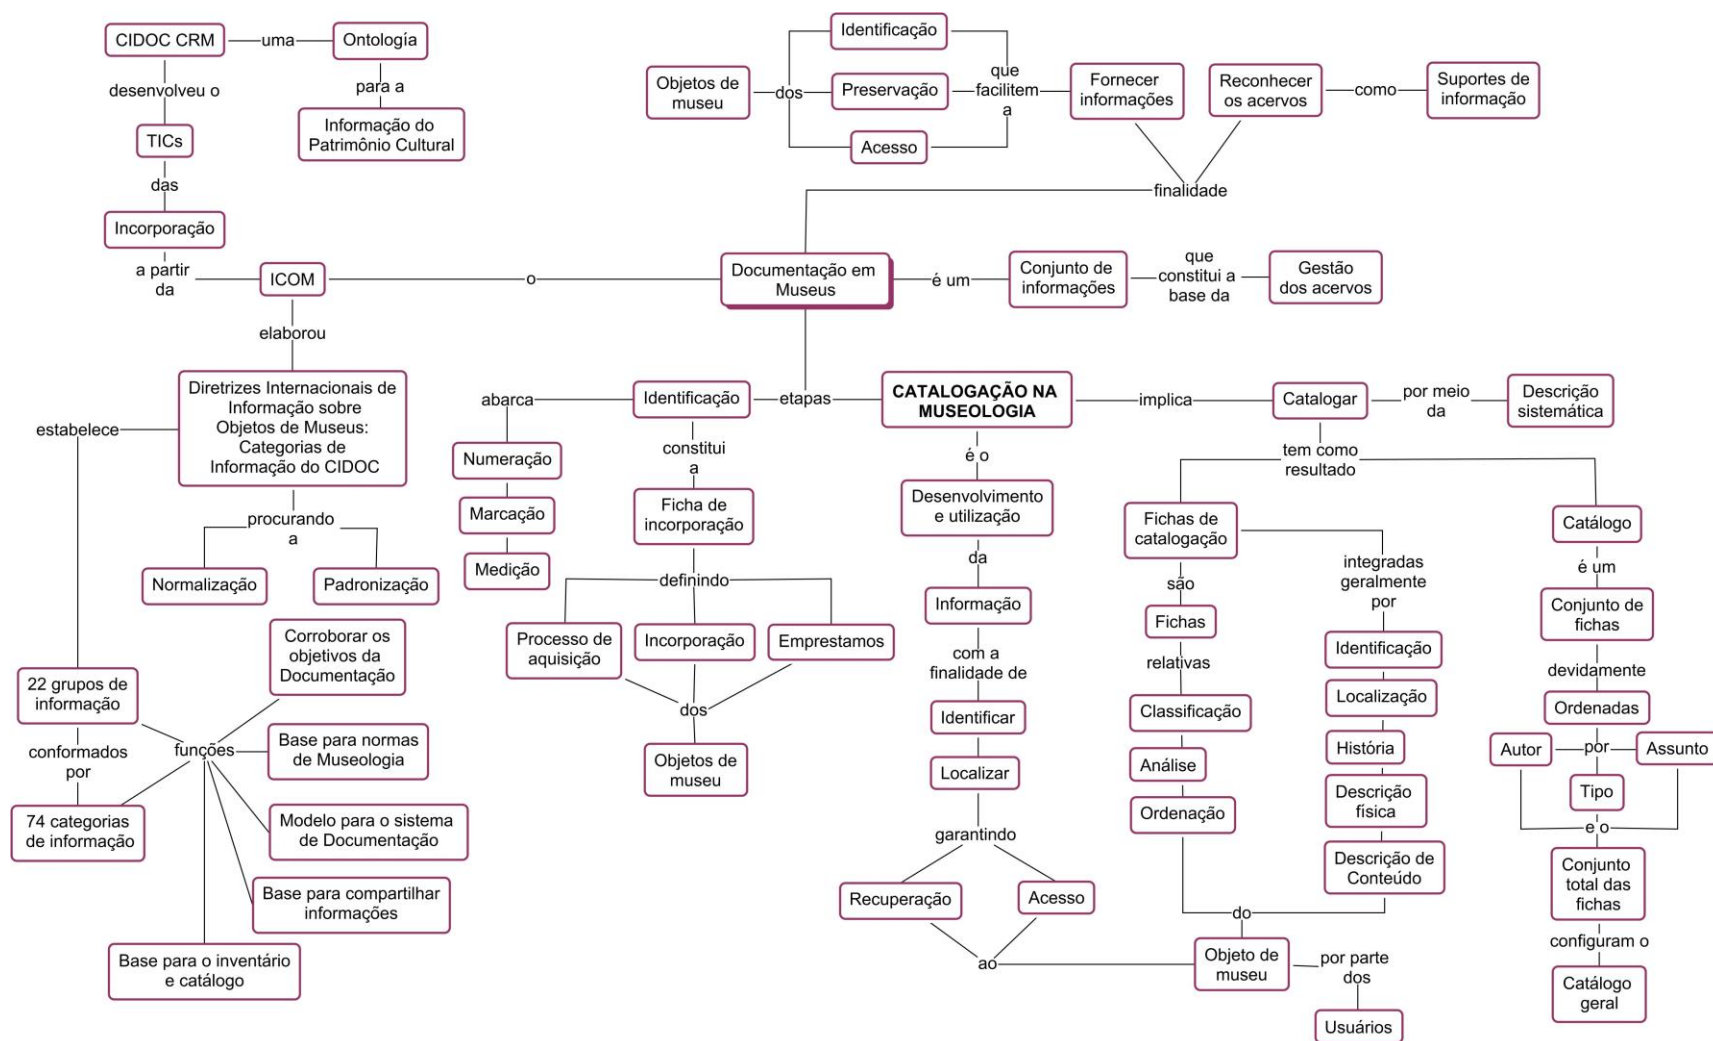 CIDOC CRM
uma
Ontología
desenvolveu o
para a
TICs
Informação do
Patrimônio Cultural
das
Incorporação
a partir
da
ICOM
o
Identificação
Objetos de
museu
dos
Preservação
Acesso
que
facilitem
a
Fornecer
informações
Reconhecer
os acervos
como
Suportes de
informação
finalidade
Documentação em
Museus
é um
Conjunto de
informações
que
constitui a
base da
Gestão
dos acervos
elaborou
Diretrizes Internacionais de
Informação sobre
Objetos de Museus:
Categorias de
Informação do CIDOC
estabelece
procurando
a
Normalização
Padronização
22 grupos de
informação
conformados
por
74 categorias
de informação
funções
Corroborar os
objetivos da
Documentação
Base para normas
de Museologia
Modelo para o sistema
de Documentação
Base para compartilhar
informações
Base para o inventário
e catálogo
abarca
Identificação
etapas
CATALOGAÇÃO NA
MUSEOLOGIA
implica
Catalogar
por meio
da
Descrição
sistemática
Numeração
Marcação
Medição
constitui
a
Ficha de
incorporação
definindo
Processo de
aquisição
Incorporação
Emprestamos
dos
Objetos de
museu
é o
Desenvolvimento
e utilização
da
Informação
com a
finalidade de
Identificar
Localizar
garantindo
Recuperação
Acesso
ao
tem como
resultado
Fichas de
catalogação
são
Fichas
relativas
Classificação
Análise
Ordenação
integradas
geralmente
por
Identificação
Localização
História
Descrição
física
Descrição de
Conteúdo
do
Objeto de
museu
por parte
dos
Usuários
Catálogo
é um
Conjunto de
fichas
devidamente
Ordenadas
Autor
por
Assunto
Tipo
e o
Conjunto
total das
fichas
configuram o
Catálogo
geral